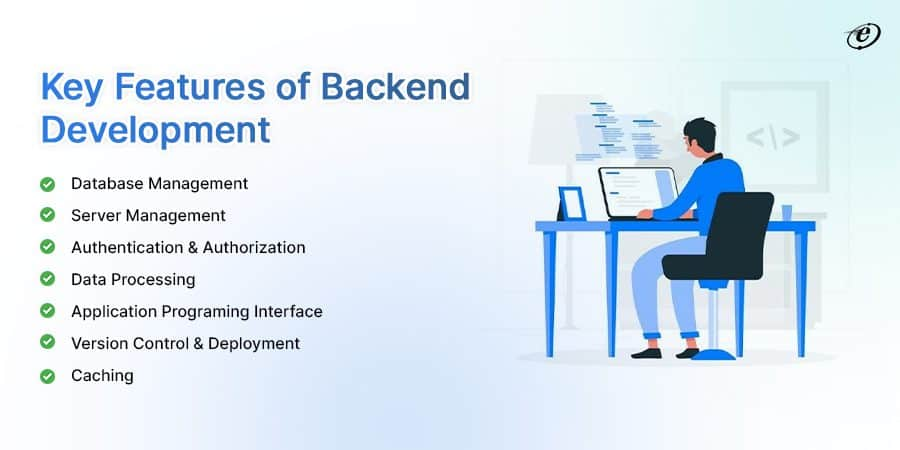 Key Features of Backend
Development
Database Management
Server Management
Authentication & Authorization
Data Processing
Application Programing Interface
Version Control & Deployment
Caching
e
</>